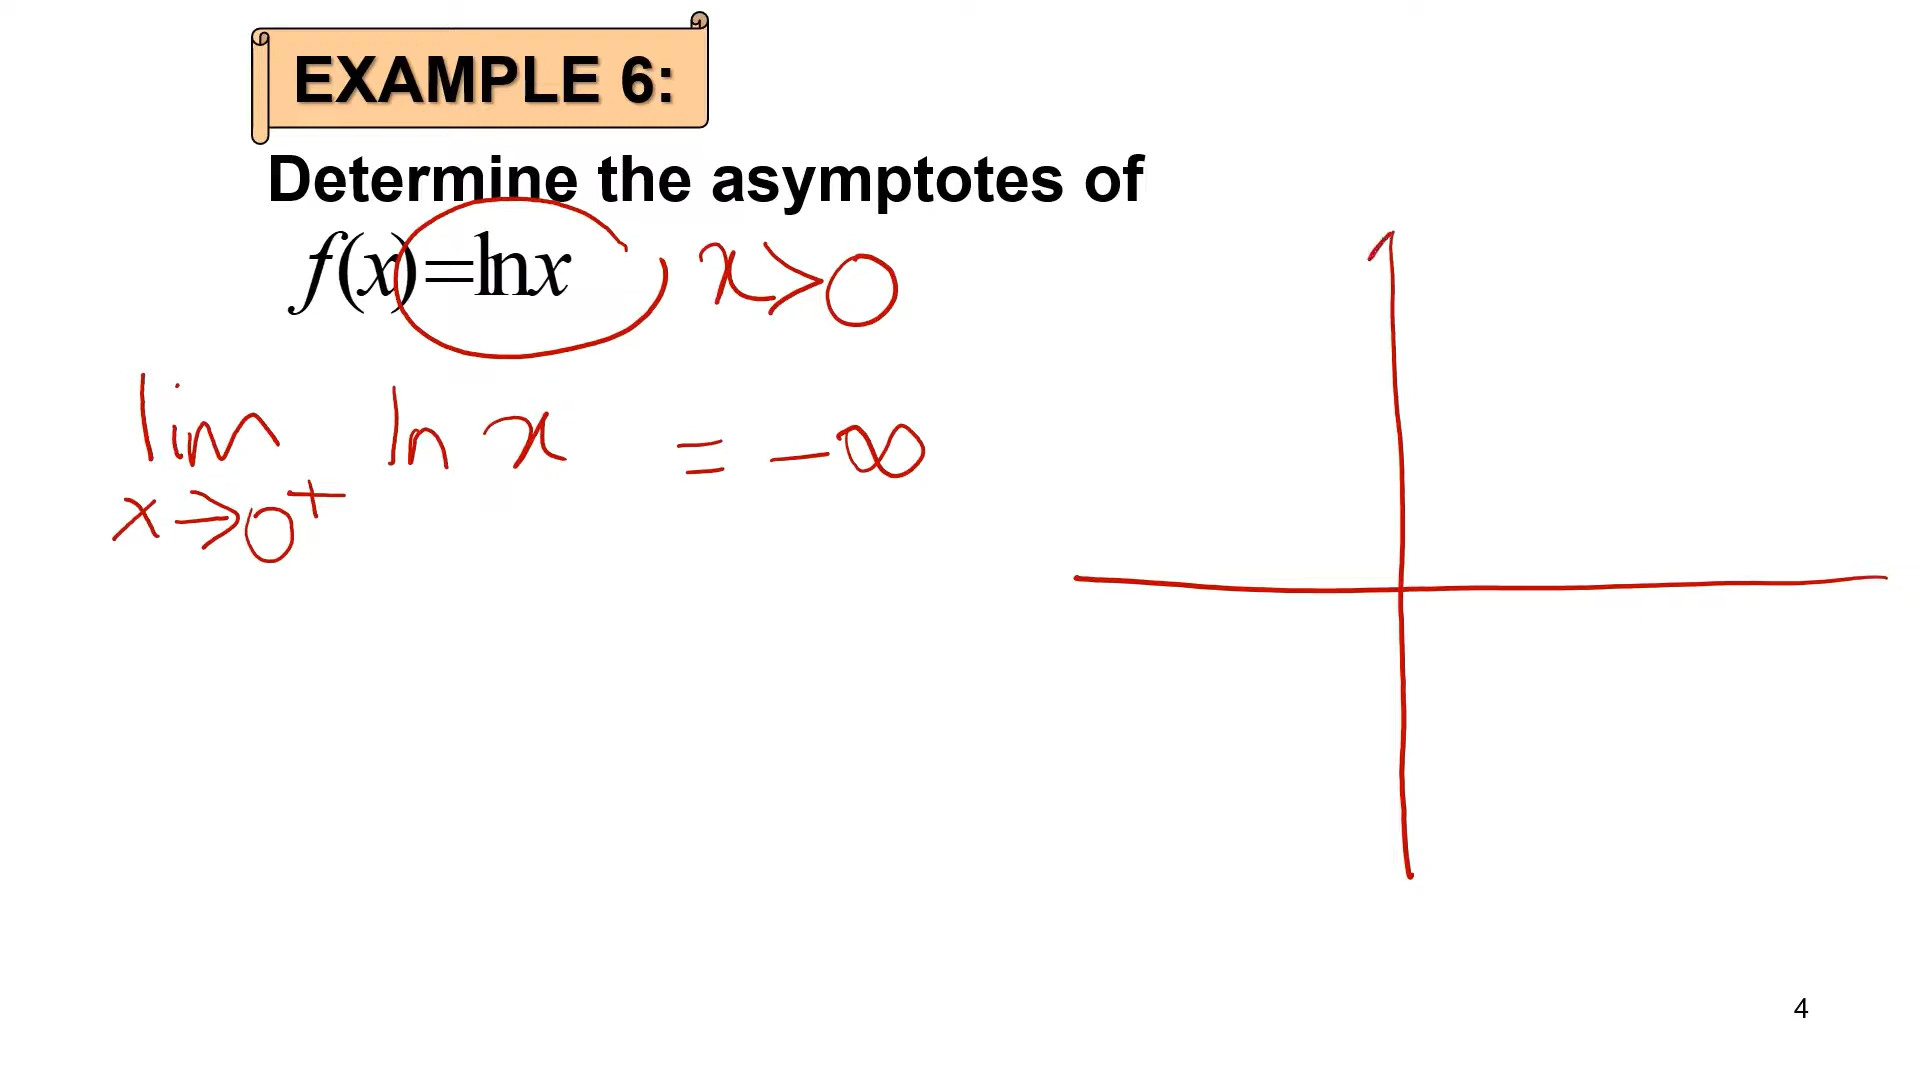 EXAMPLE 6:
Determine the asymptotes of
f(x)=lnx , x>0
lim ln x = -∞
x→0+
4